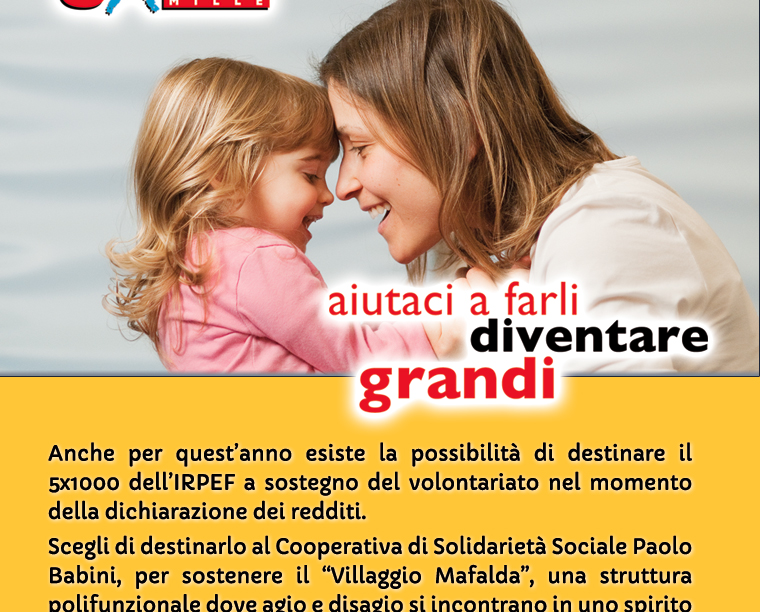 MILLE
aiutaci a farli
diventare
grandi
Anche per quest'anno esiste la possibilità di destinare il
5x1000 dell'IRPEF a sostegno del volontariato nel momento
della dichiarazione dei redditi.
Scegli di destinarlo al Cooperativa di Solidarietà Sociale Paolo
Babini, per sostenere il “Villaggio Mafalda”, una struttura
polifunzionale dove agio e disagio si incontrano in uno spirito